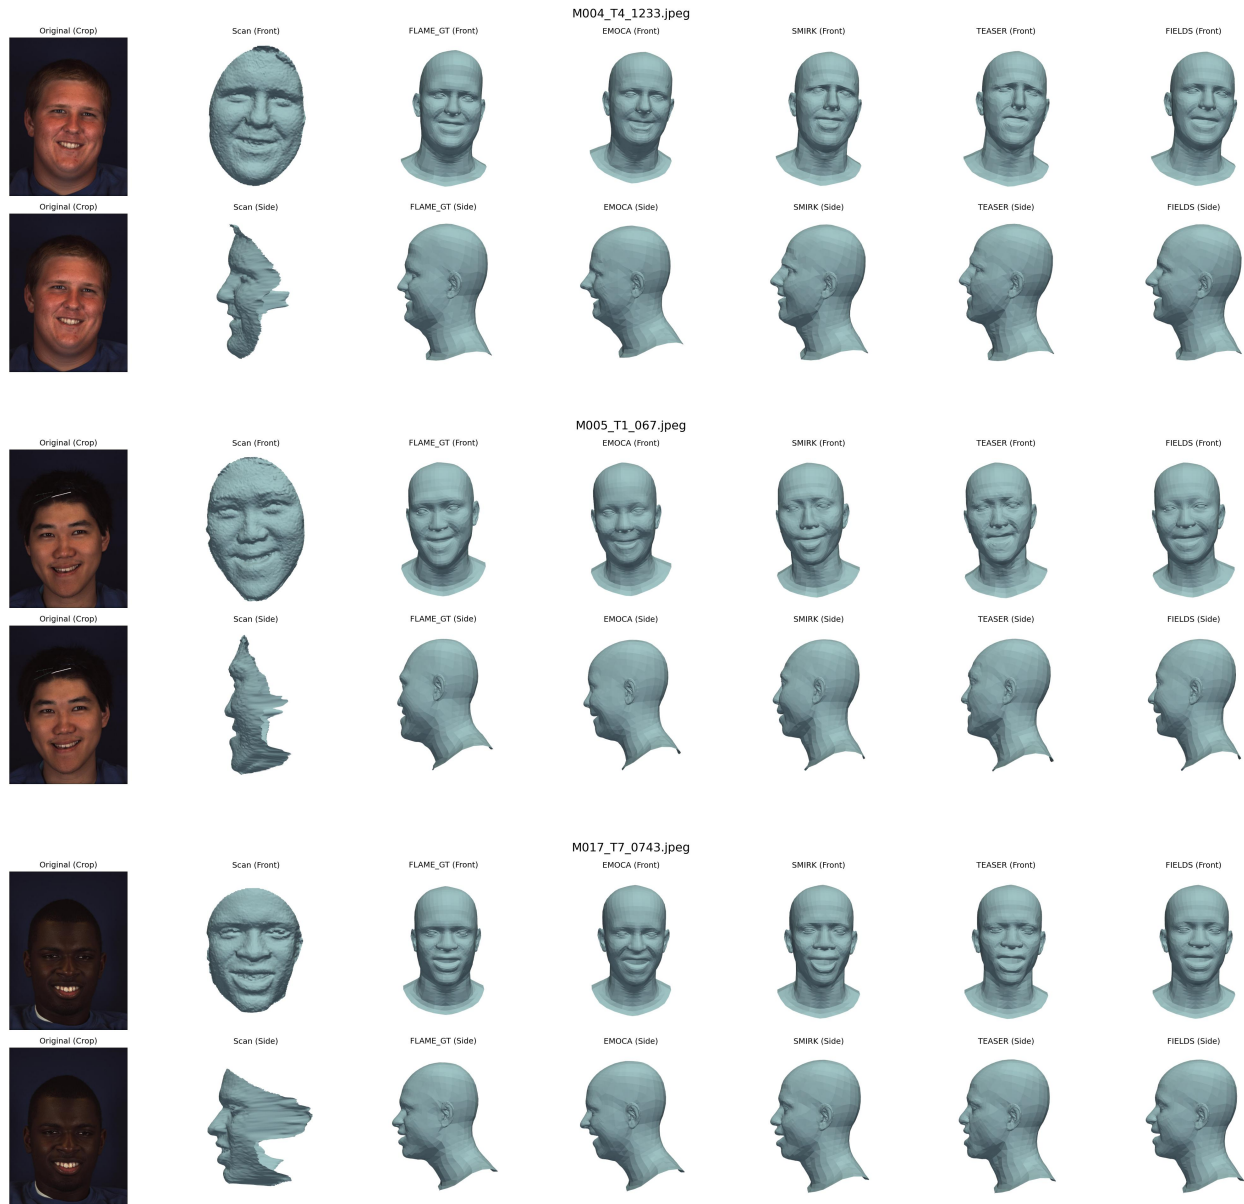 M004_T4_1233.jpeg
Original (Crop) Scan (Front) FLAME_GT (Front) EMOCA (Front) SMIRK (Front) TEASER (Front) FIELDS (Front)
Original (Crop) Scan (Side) FLAME_GT (Side) EMOCA (Side) SMIRK (Side) TEASER (Side) FIELDS (Side)
M005_T1_067.jpeg
Original (Crop) Scan (Front) FLAME_GT (Front) EMOCA (Front) SMIRK (Front) TEASER (Front) FIELDS (Front)
Original (Crop) Scan (Side) FLAME_GT (Side) EMOCA (Side) SMIRK (Side) TEASER (Side) FIELDS (Side)
M017_T7_0743.jpeg
Original (Crop) Scan (Front) FLAME_GT (Front) EMOCA (Front) SMIRK (Front) TEASER (Front) FIELDS (Front)
Original (Crop) Scan (Side) FLAME_GT (Side) EMOCA (Side) SMIRK (Side) TEASER (Side) FIELDS (Side)